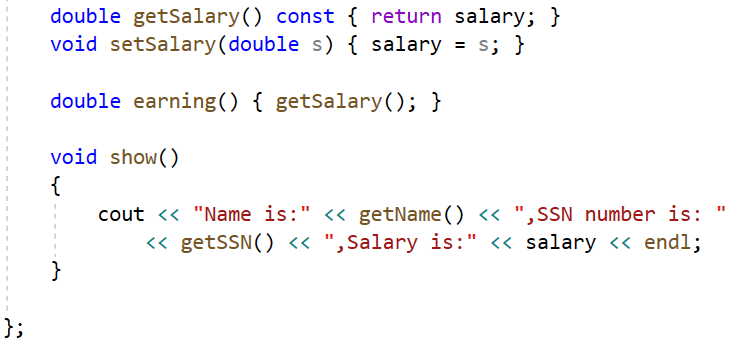 double getSalary() const { return salary; }
void setSalary(double s) { salary = s; }
double earning() { getSalary(); }
void show()
{
cout << "Name is:" << getName() << ",SSN number is: "
<< getSSN() << ",Salary is:" << salary << endl;
}
};